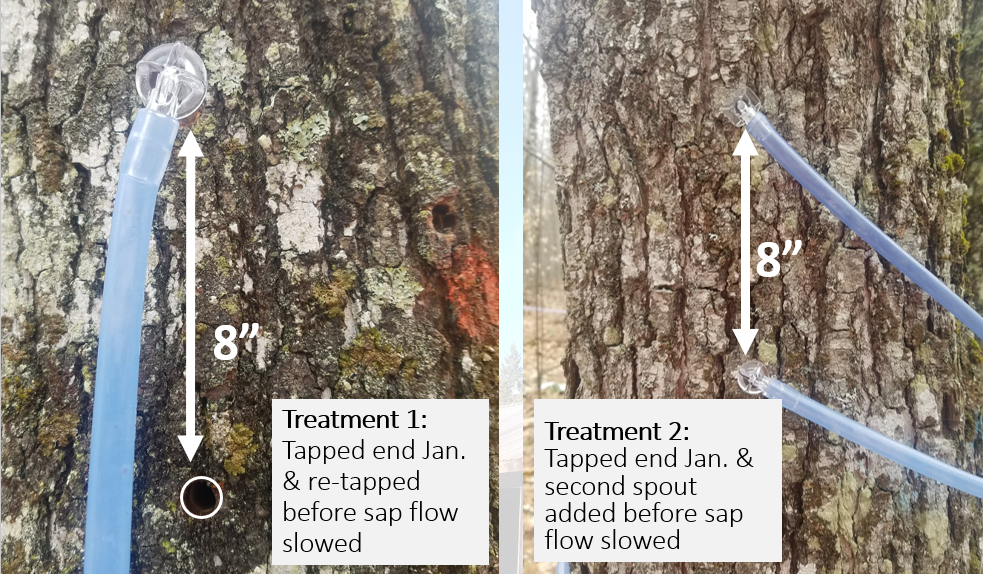 8”
Treatment 1:
Tapped end Jan.
& re-tapped
before sap flow
slowed
8”
Treatment 2:
Tapped end Jan. &
second spout
added before sap
flow slowed